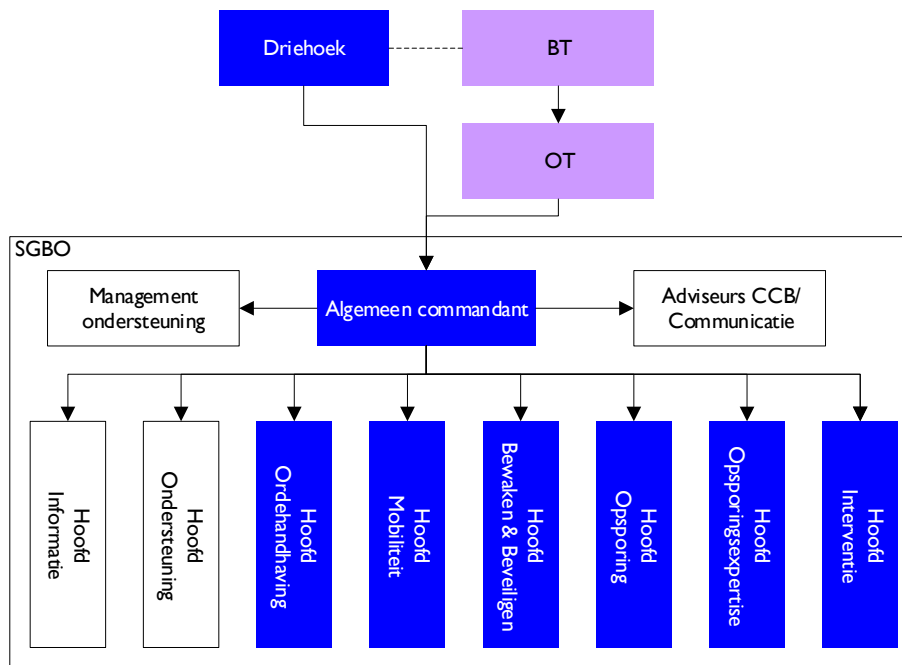 Driehoek
BT
OT
SGBO
Management
ondersteuning
Algemeen commandant
Adviseurs CCB/
Communicatie
Hoofd
Informatie
Hoofd
Ondersteuning
Hoofd
Ordehandhaving
Hoofd
Mobiliteit
Hoofd
Bewaken & Beveiligen
Hoofd
Opsporing
Hoofd
Opsporingsexpertise
Hoofd
Interventie